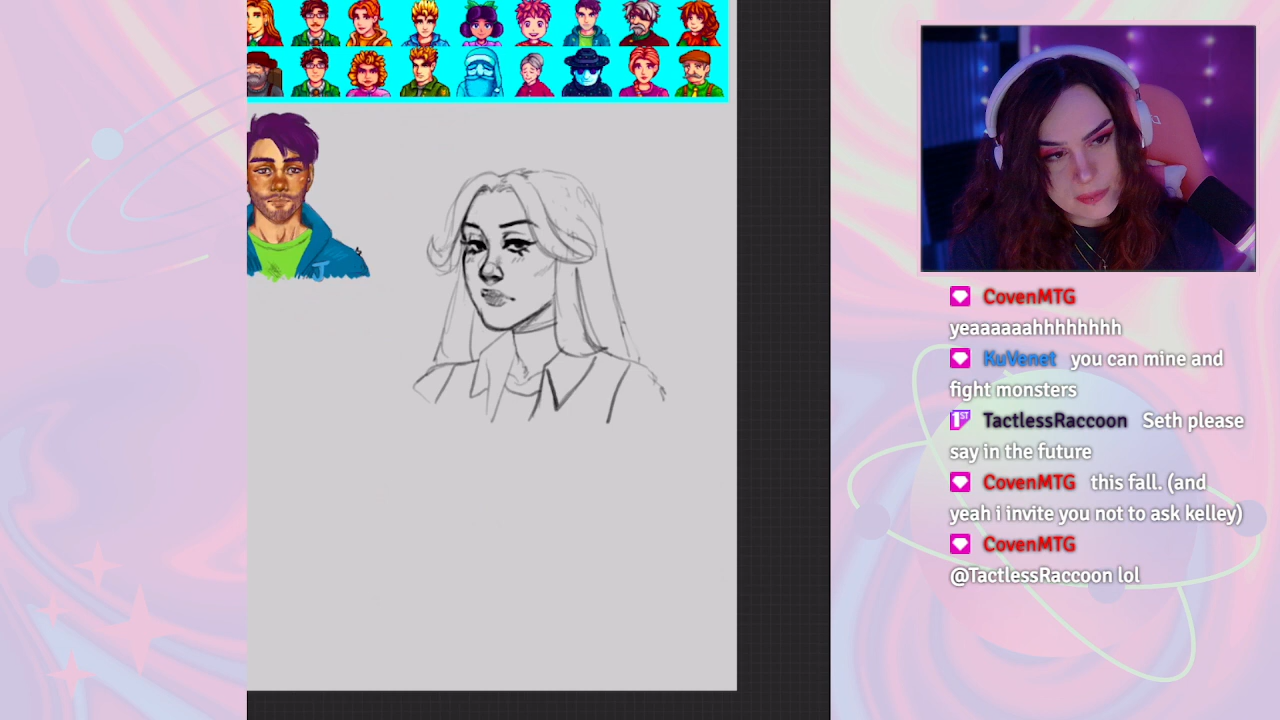 CovenMTG
yeaaaaaahhhhhhhh
KuVenet you can mine and
fight monsters
1ST TactlessRaccoon Seth please
say in the future
CovenMTG this fall. (and
yeah i invite you not to ask kelley)
CovenMTG
@TactlessRaccoon lol